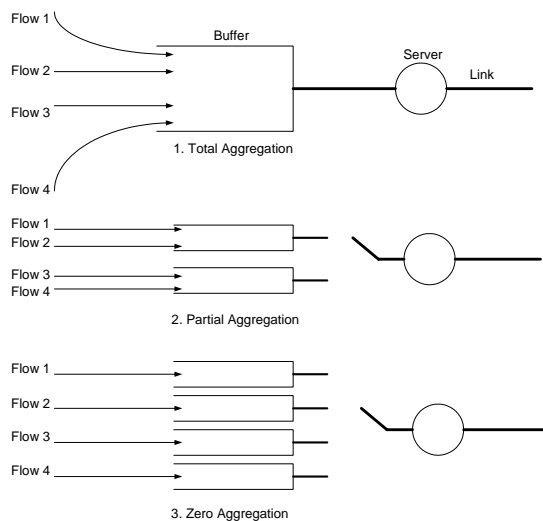 Flow 1
Buffer
Server
Flow 2
Link
Flow 3
1. Total Aggregation
Flow 4
Flow 1
Flow 2
Flow 3
Flow 4
2. Partial Aggregation
Flow 1
Flow 2
Flow 3
Flow 4
3. Zero Aggregation